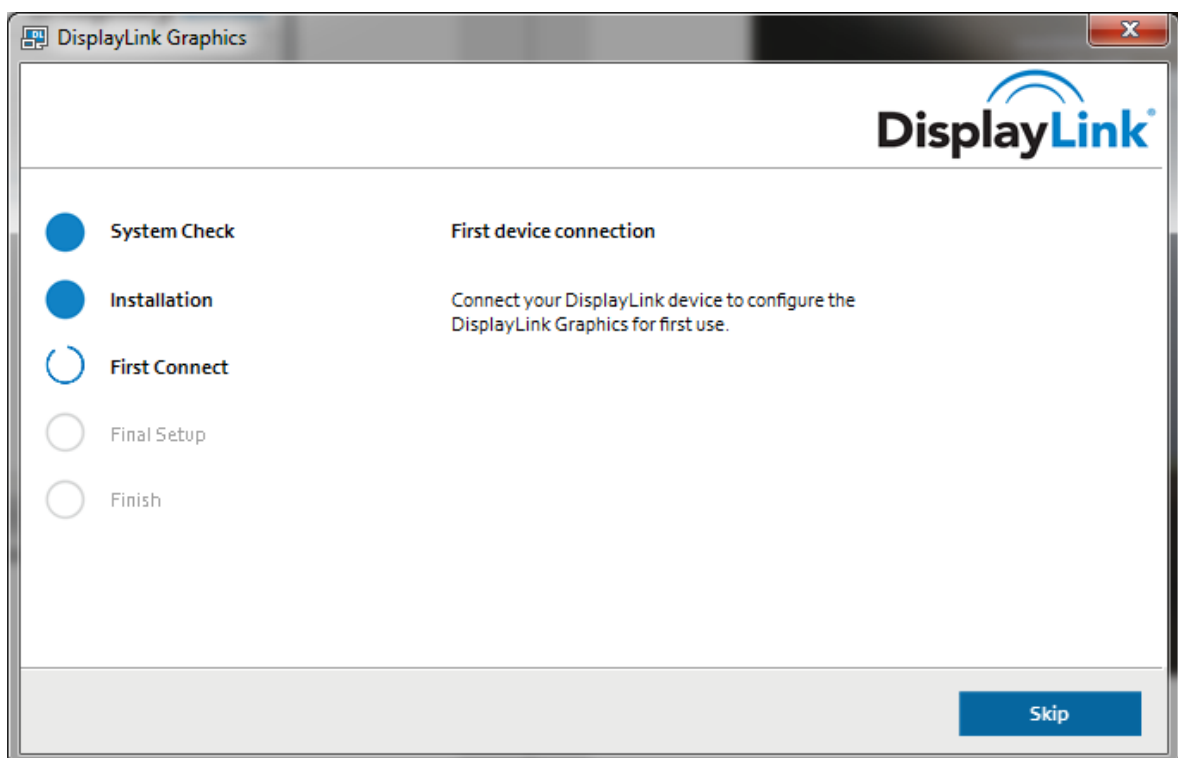 DisplayLink Graphics
DisplayLink®
System Check
First device connection
Installation
Connect your DisplayLink device to configure the
DisplayLink Graphics for first use.
First Connect
Final Setup
Finish
Skip